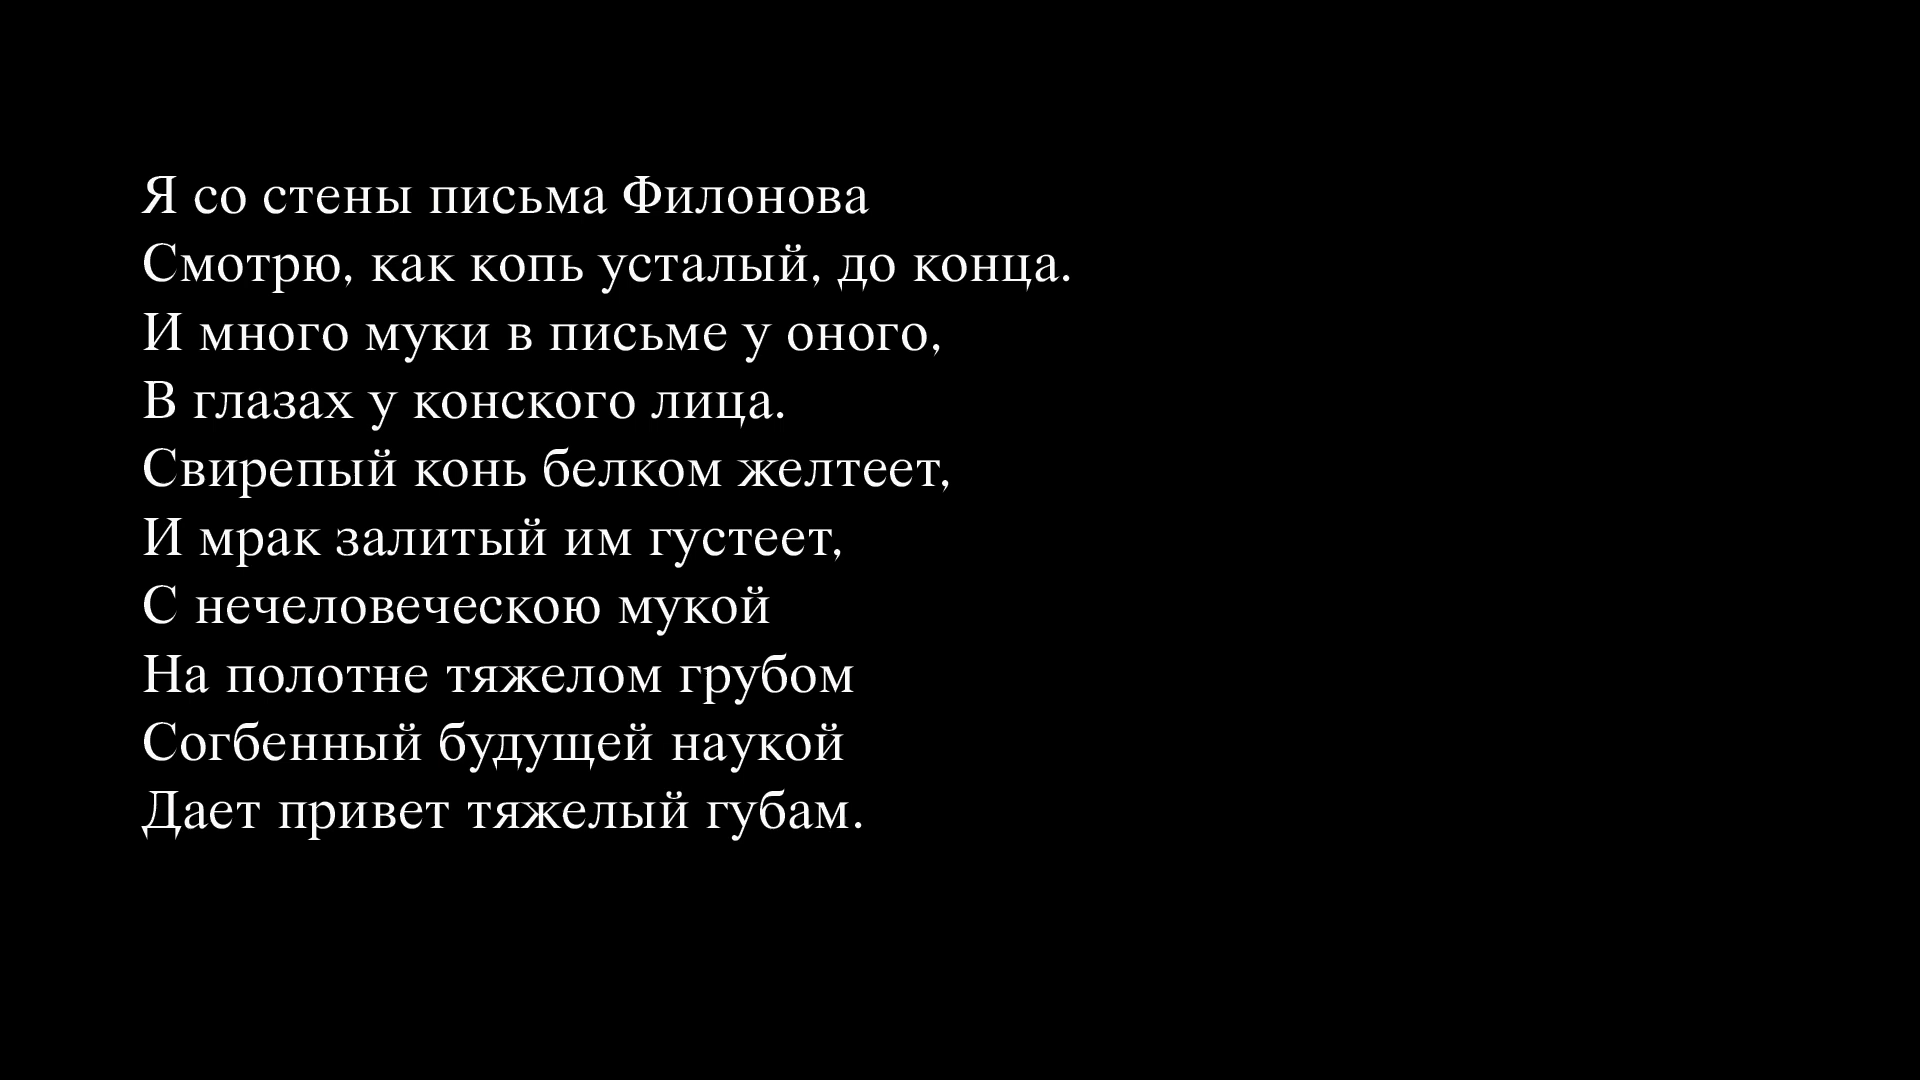 Я со стены письма Филонова
Смотрю, как копь усталый, до конца.
И много муки в письме у оного,
В глазах у конского лица.
Свирепый конь белком желтеет,
И мрак залитый им густеет,
С нечеловеческою мукой
На полотне тяжелом грубом
Согбенный будущей наукой
Дает привет тяжелый губам.